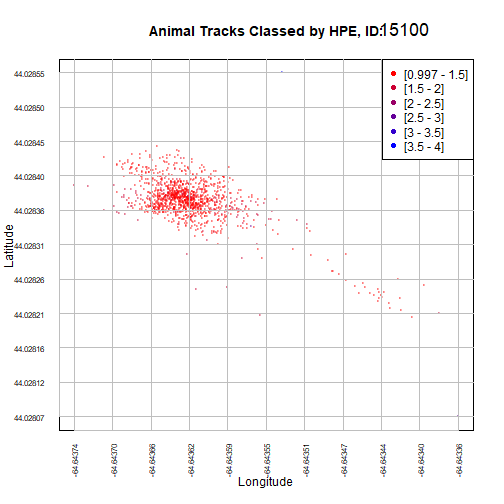 Animal Tracks Classed by HPE, ID:15100
[0.997 - 1.5]
[1.5 - 2]
[2 - 2.5]
[2.5 - 3]
[3 - 3.5]
[3.5 - 4]
Latitude
44.02855
44.02850
44.02845
44.02840
44.02836
44.02831
44.02826
44.02821
44.02816
44.02812
44.02807
-64.64374
-64.64370
-64.64366
-64.64362
-64.64359
-64.64355
-64.64351
-64.64347
-64.64344
-64.64340
-64.64336
Longitude